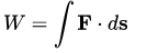 W = ∫ F · ds